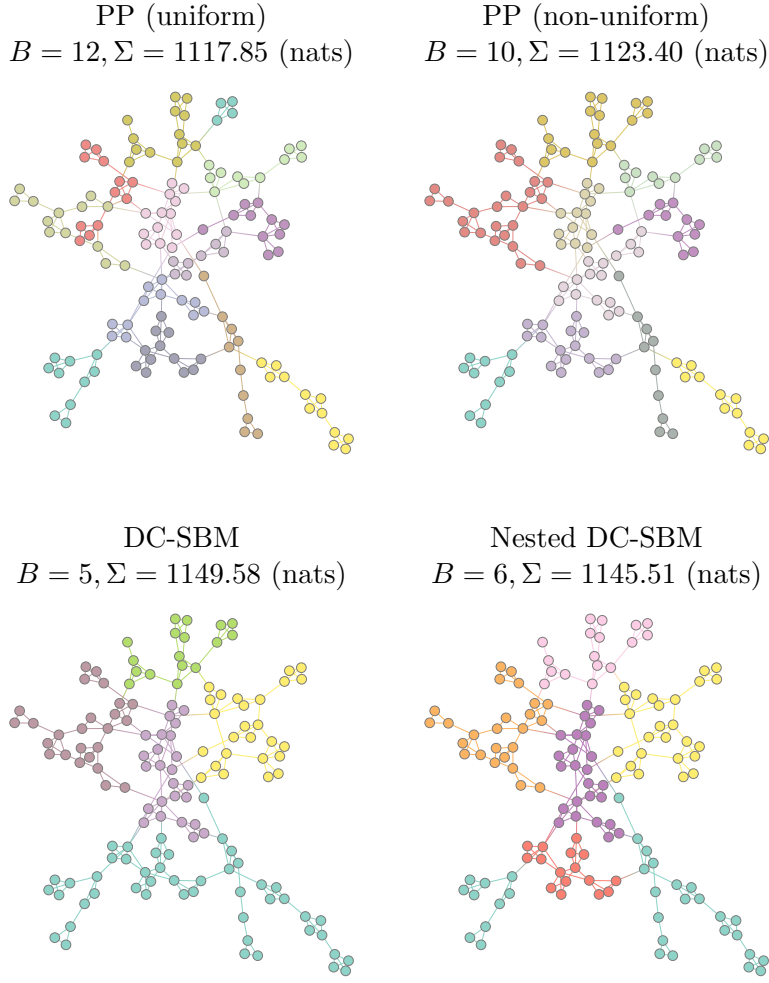 PP (uniform)
B = 12, Σ = 1117.85 (nats)
PP (non-uniform)
B = 10, Σ = 1123.40 (nats)
DC-SBM
B = 5, Σ = 1149.58 (nats)
Nested DC-SBM
B = 6, Σ = 1145.51 (nats)